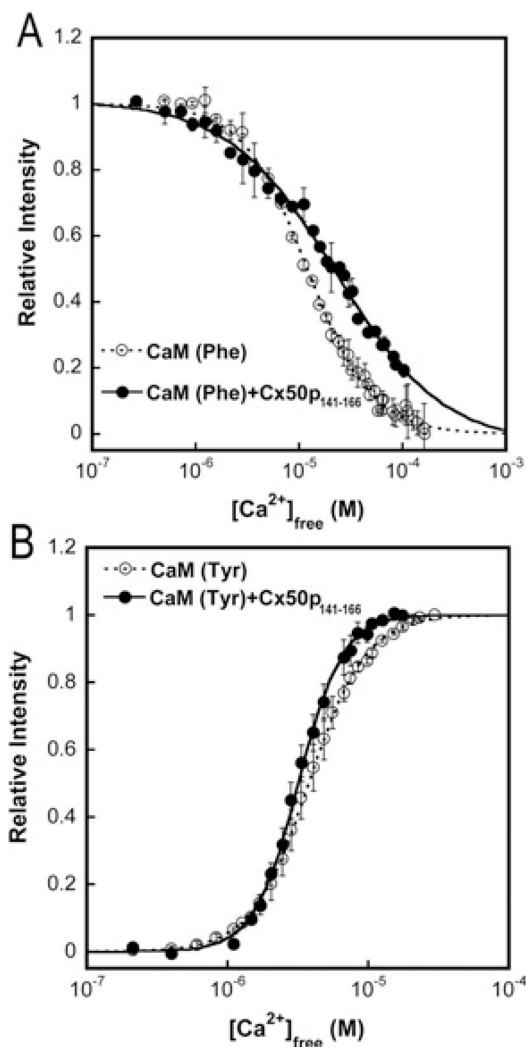 A
1.2
1
0.8
0.6
0.4
0.2
0
Relative Intensity
CaM (Phe)
CaM (Phe)+Cx50p141-166
10-7
10-6
10-5
10-4
10-3
[Ca2+]free (M)
B
1.2
1
0.8
0.6
0.4
0.2
0
Relative Intensity
CaM (Tyr)
CaM (Tyr)+Cx50p141-166
10-7
10-6
10-5
10-4
[Ca2+]free (M)